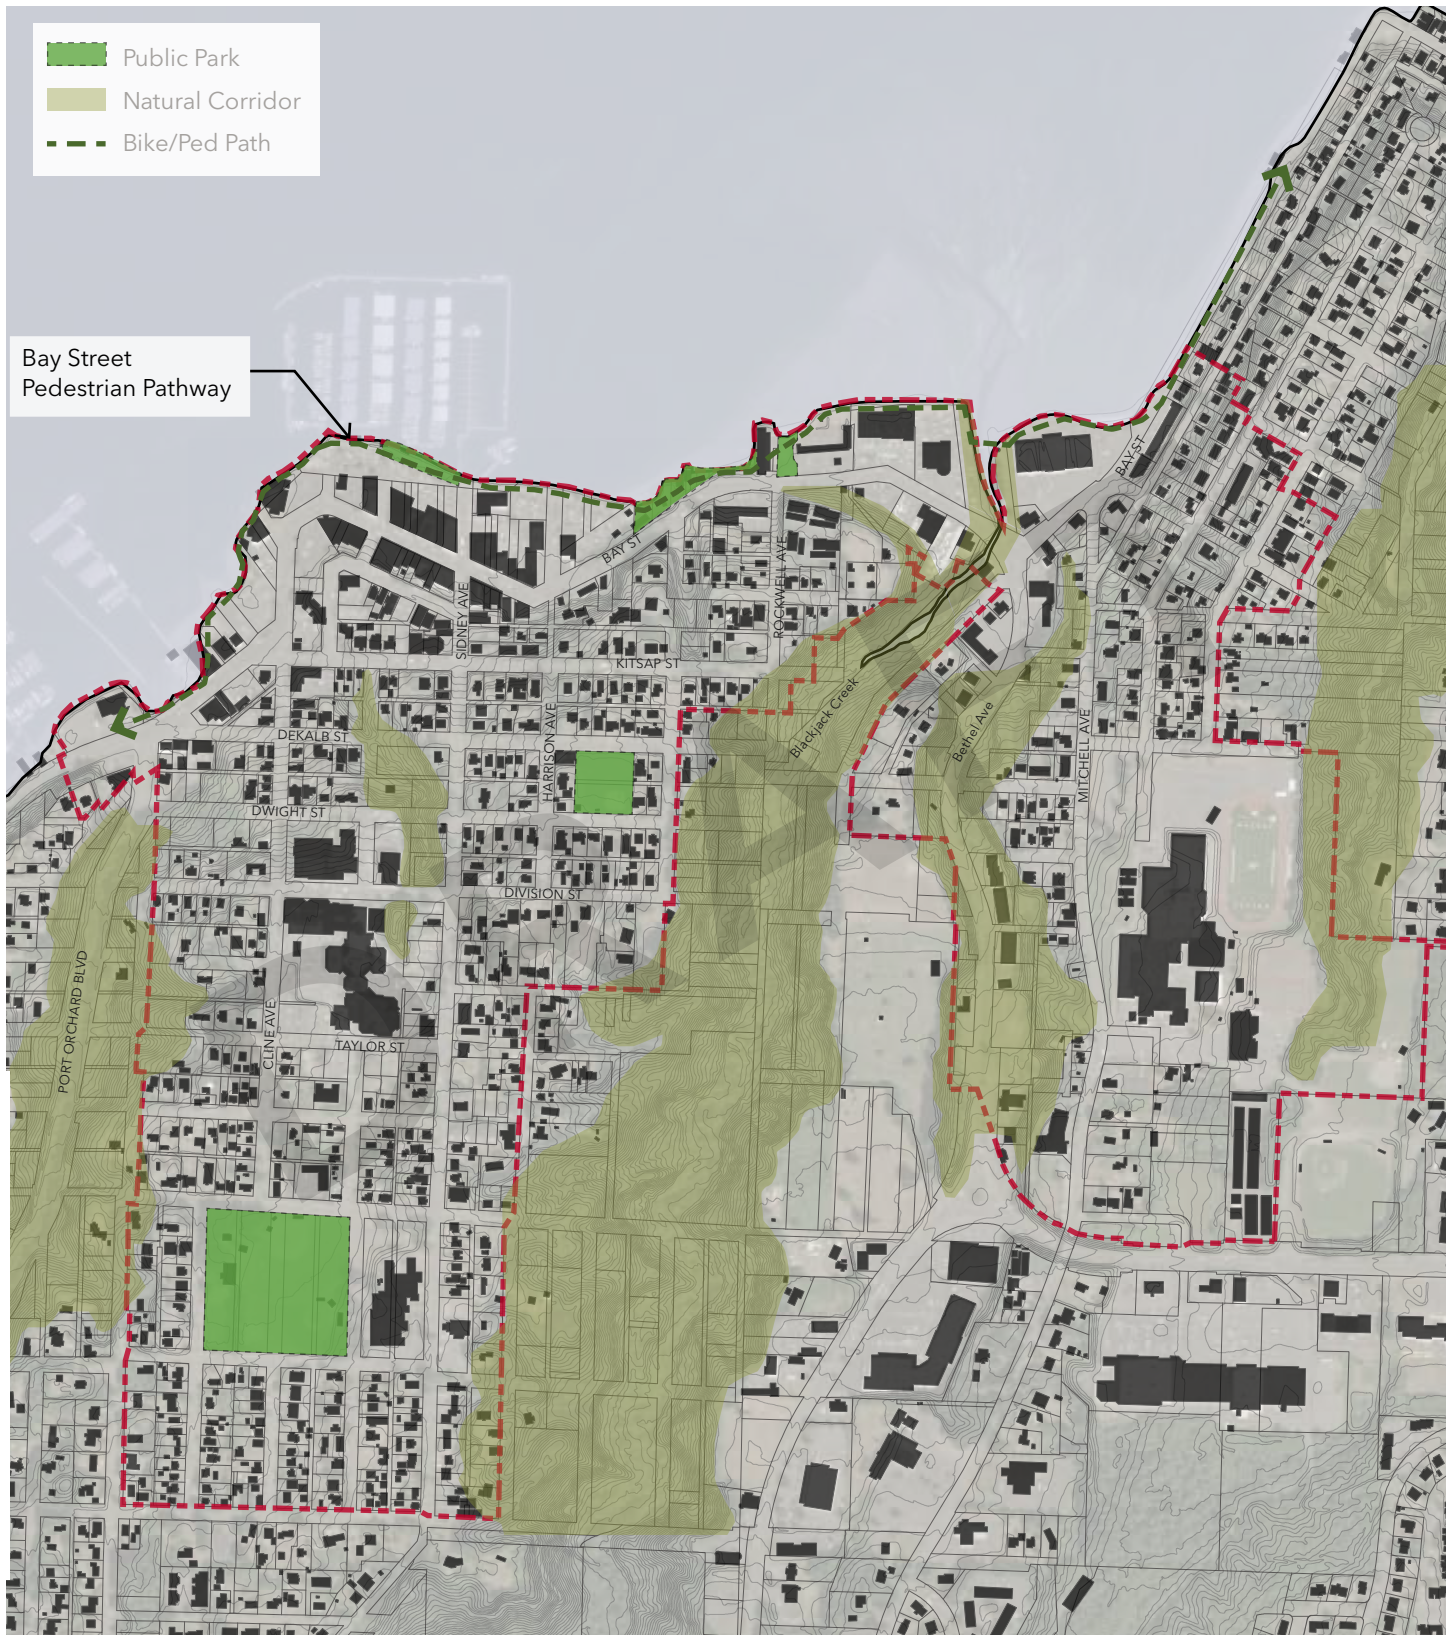 Public Park
Natural Corridor
Bike/Ped Path
Bay Street
Pedestrian Pathway
BAY ST
BAY ST
SIDNEY AVE
ROCKWELL AVE
KITSAP ST
Blackjack Creek
Bethel Ave
MITCHELL AVE
HARRISON AVE
DEKALB ST
DWIGHT ST
DIVISION ST
PORT ORCHARD BLVD
CLINE AVE
TAYLOR ST